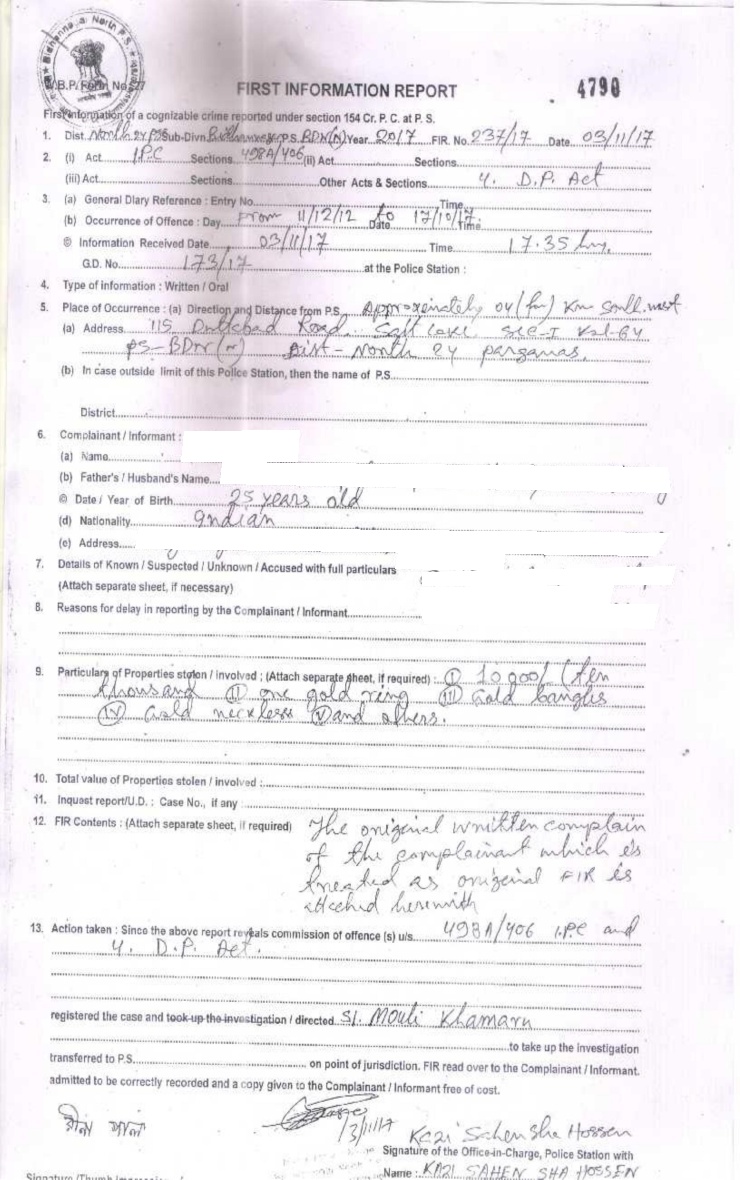 Bidhannagar North P.S.
W.B.P. Form No 27
FIRST INFORMATION REPORT
4790
First information of a cognizable crime reported under section 154 Cr. P. C. at P. S.
1. Dist. North 24 PGS Sub-Divn. Bidhannagar P.S. BDN(N) Year 2017 FIR. No. 237/17 Date 03/11/17
2. (i) Act I.P.C Sections 498A/406 (ii) Act Sections
(iii) Act Sections Other Acts & Sections 4. D.P. Act
3. (a) General Diary Reference : Entry No. Time
(b) Occurrence of Offence : Day From 11/12/12 Date to 17/10/17. Time
© Information Received Date 03/11/17 Time 17.35 hrs.
G.D. No. 173/17 at the Police Station :
4. Type of information : Written / Oral
5. Place of Occurrence : (a) Direction and Distance from P.S. Approximately 04 Km South west
(a) Address 115 Duttabad Road. Salt Lake Sec-I Kol-64
PS-BDN(N) Dist-North 24 parganas.
(b) In case outside limit of this Police Station, then the name of P.S.
District
6. Complainant / Informant :
(a) Name
(b) Father's / Husband's Name
© Date / Year of Birth 25 years old
(d) Nationality Indian
(e) Address
7. Details of Known / Suspected / Unknown / Accused with full particulars
(Attach separate sheet, if necessary)
8. Reasons for delay in reporting by the Complainant / Informant
9. Particulars of Properties stolen / involved ; (Attach separate sheet, if required) : (I) 10000/ (ten
thousand (II) one gold ring (III) Gold bangles
(IV) Gold neckless (V) and others.
10. Total value of Properties stolen / involved :
11. Inquest report/U.D. : Case No., if any :
12. FIR Contents : (Attach separate sheet, if required) The original written complain
of the complainant which is
treated as original FIR is
attached herewith
13. Action taken : Since the above report reveals commission of offence (s) u/s 498A/406 I.PC and
4. D.P. Act.
registered the case and took up the investigation / directed S/. Mouli Khamaru
to take up the investigation
transferred to P.S. on point of jurisdiction. FIR read over to the Complainant / Informant.
admitted to be correctly recorded and a copy given to the Complainant / Informant free of cost.
3/11/17
Kazi Sahensha Hossen
Signature of the Office-in-Charge, Police Station with
Name : KAZI SAHEN SHA HOSSEN